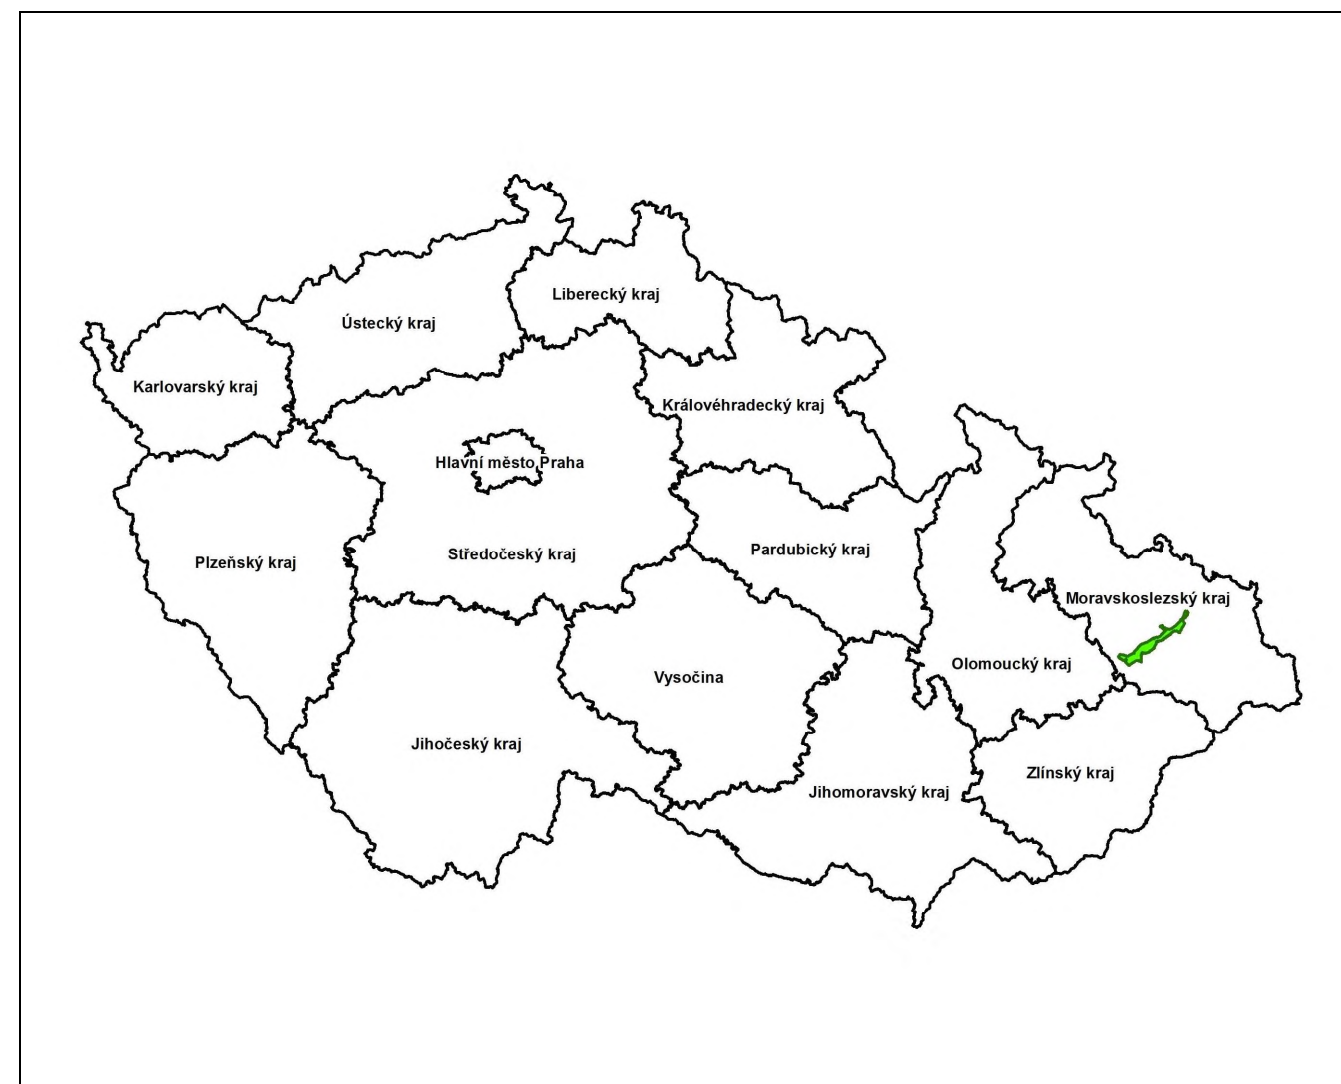 Liberecký kraj
Ústecký kraj
Karlovarský kraj
Královéhradecký kraj
Hlavní město Praha
Pardubický kraj
Středočeský kraj
Plzeňský kraj
Moravskoslezský kraj
Olomoucký kraj
Vysočina
Jihočeský kraj
Zlínský kraj
Jihomoravský kraj